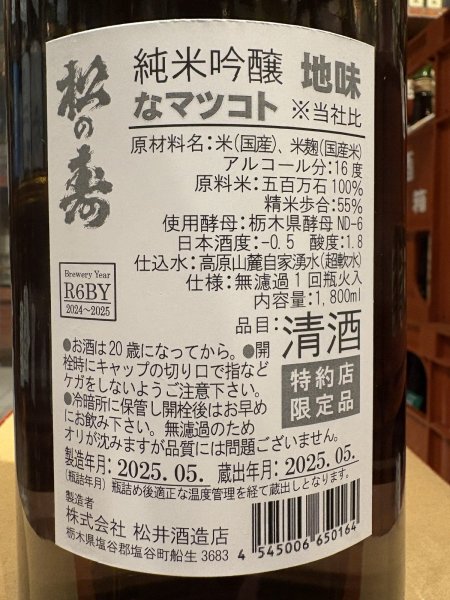 松の寿
純米吟醸 地味
なマツコト ※当社比
原材料名：米(国産)、米麹(国産米)
アルコール分：16度
原料米：五百万石100%
精米歩合：55%
使用酵母：栃木県酵母 ND-6
日本酒度：-0.5 酸度：1.8
仕込水：高原山麓自家湧水(超軟水)
仕様：無濾過1回瓶火入
内容量：1,800ml
Brewery Year
R6BY
2024～2025
品目：清酒
●お酒は20歳になってから。●開
栓時にキャップの切り口で指など
ケガをしないようご注意下さい。
●冷暗所に保管し開栓後はお早め
にお飲み下さい。無濾過のため
オリが沈みますが品質には問題ございません。
特約店
限定品
製造年月：2025.05. 蔵出年月：2025.05.
(瓶詰年月) 瓶詰め後適正な温度管理を経て蔵出しとなります。
製造者
株式会社 松井酒造店
栃木県塩谷郡塩谷町船生3683
4 545006 650164